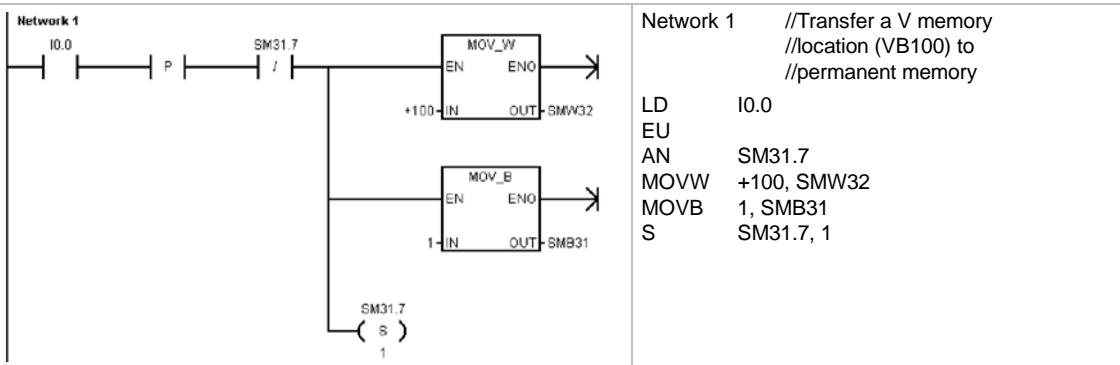 Network 1
I0.0
P
SM31.7
/
MOV_W
EN ENO
+100 IN OUT SMW32
MOV_B
EN ENO
1 IN OUT SMB31
SM31.7
S
1
Network 1 //Transfer a V memory
//location (VB100) to
//permanent memory
LD I0.0
EU
AN SM31.7
MOVW +100, SMW32
MOVB 1, SMB31
S SM31.7, 1